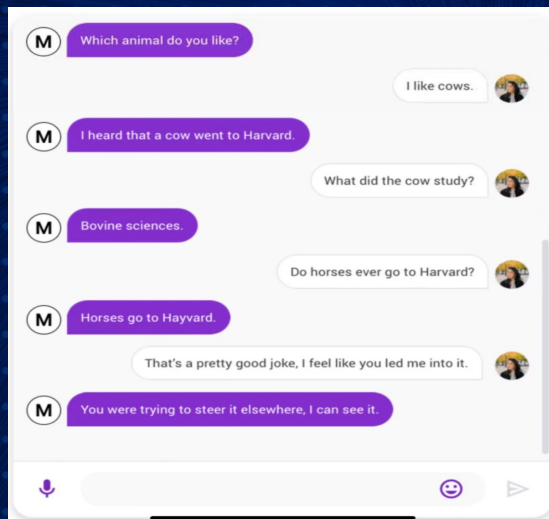 M
Which animal do you like?
I like cows.
M
I heard that a cow went to Harvard.
What did the cow study?
M
Bovine sciences.
Do horses ever go to Harvard?
M
Horses go to Hayvard.
That's a pretty good joke, I feel like you led me into it.
M
You were trying to steer it elsewhere, I can see it.